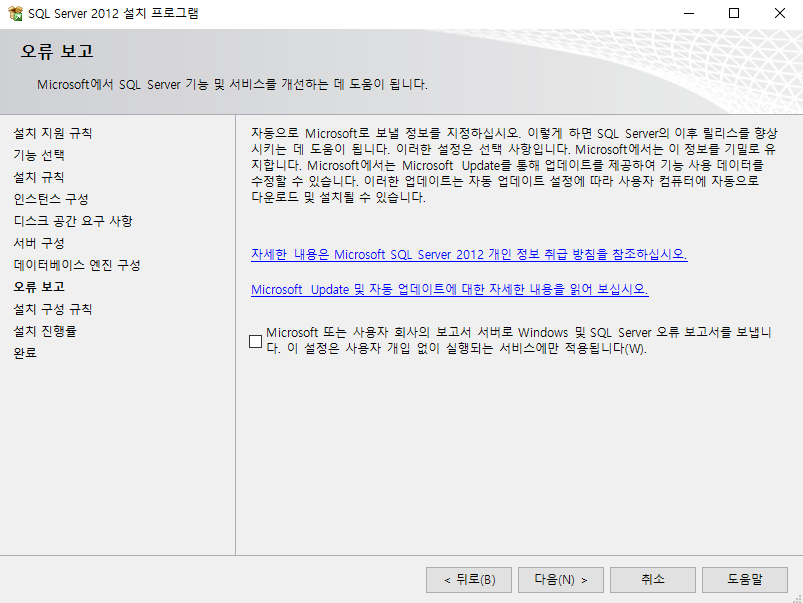 SQL Server 2012 설치 프로그램
오류 보고
Microsoft에서 SQL Server 기능 및 서비스를 개선하는 데 도움이 됩니다.
설치 지원 규칙
기능 선택
설치 규칙
인스턴스 구성
디스크 공간 요구 사항
서버 구성
데이터베이스 엔진 구성
오류 보고
설치 구성 규칙
설치 진행률
완료
자동으로 Microsoft로 보낼 정보를 지정하십시오. 이렇게 하면 SQL Server의 이후 릴리스를 향상
시키는 데 도움이 됩니다. 이러한 설정은 선택 사항입니다. Microsoft에서는 이 정보를 기밀로 유
지합니다. Microsoft에서는 Microsoft Update를 통해 업데이트를 제공하여 기능 사용 데이터를
수정할 수 있습니다. 이러한 업데이트는 자동 업데이트 설정에 따라 사용자 컴퓨터에 자동으로
다운로드 및 설치될 수 있습니다.
자세한 내용은 Microsoft SQL Server 2012 개인 정보 취급 방침을 참조하십시오.
Microsoft Update 및 자동 업데이트에 대한 자세한 내용을 읽어 보십시오.
Microsoft 또는 사용자 회사의 보고서 서버로 Windows 및 SQL Server 오류 보고서를 보냅니
다. 이 설정은 사용자 개입 없이 실행되는 서비스에만 적용됩니다(W).
< 뒤로(B)
다음(N) >
취소
도움말